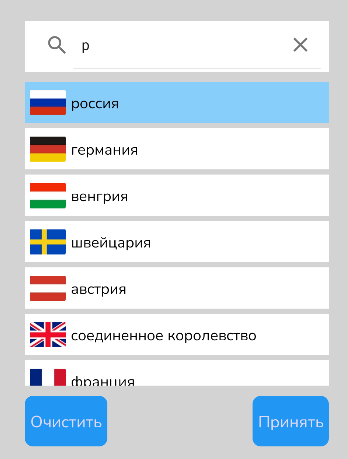 р
россия
германия
венгрия
швейцария
австрия
соединенное королевство
франция
Очистить
Принять